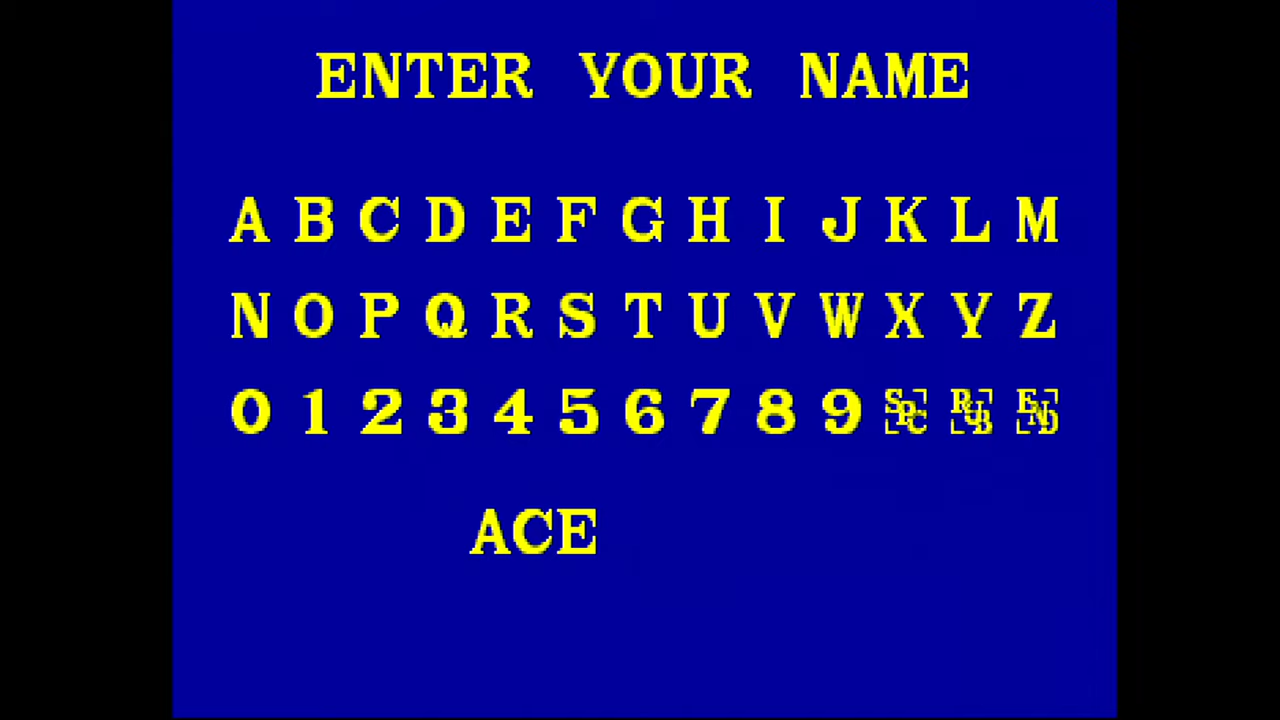 ENTER YOUR NAME
A B C D E F G H I J K L M
N O P Q R S T U V W X Y Z
0 1 2 3 4 5 6 7 8 9 SPC RUB END
ACE